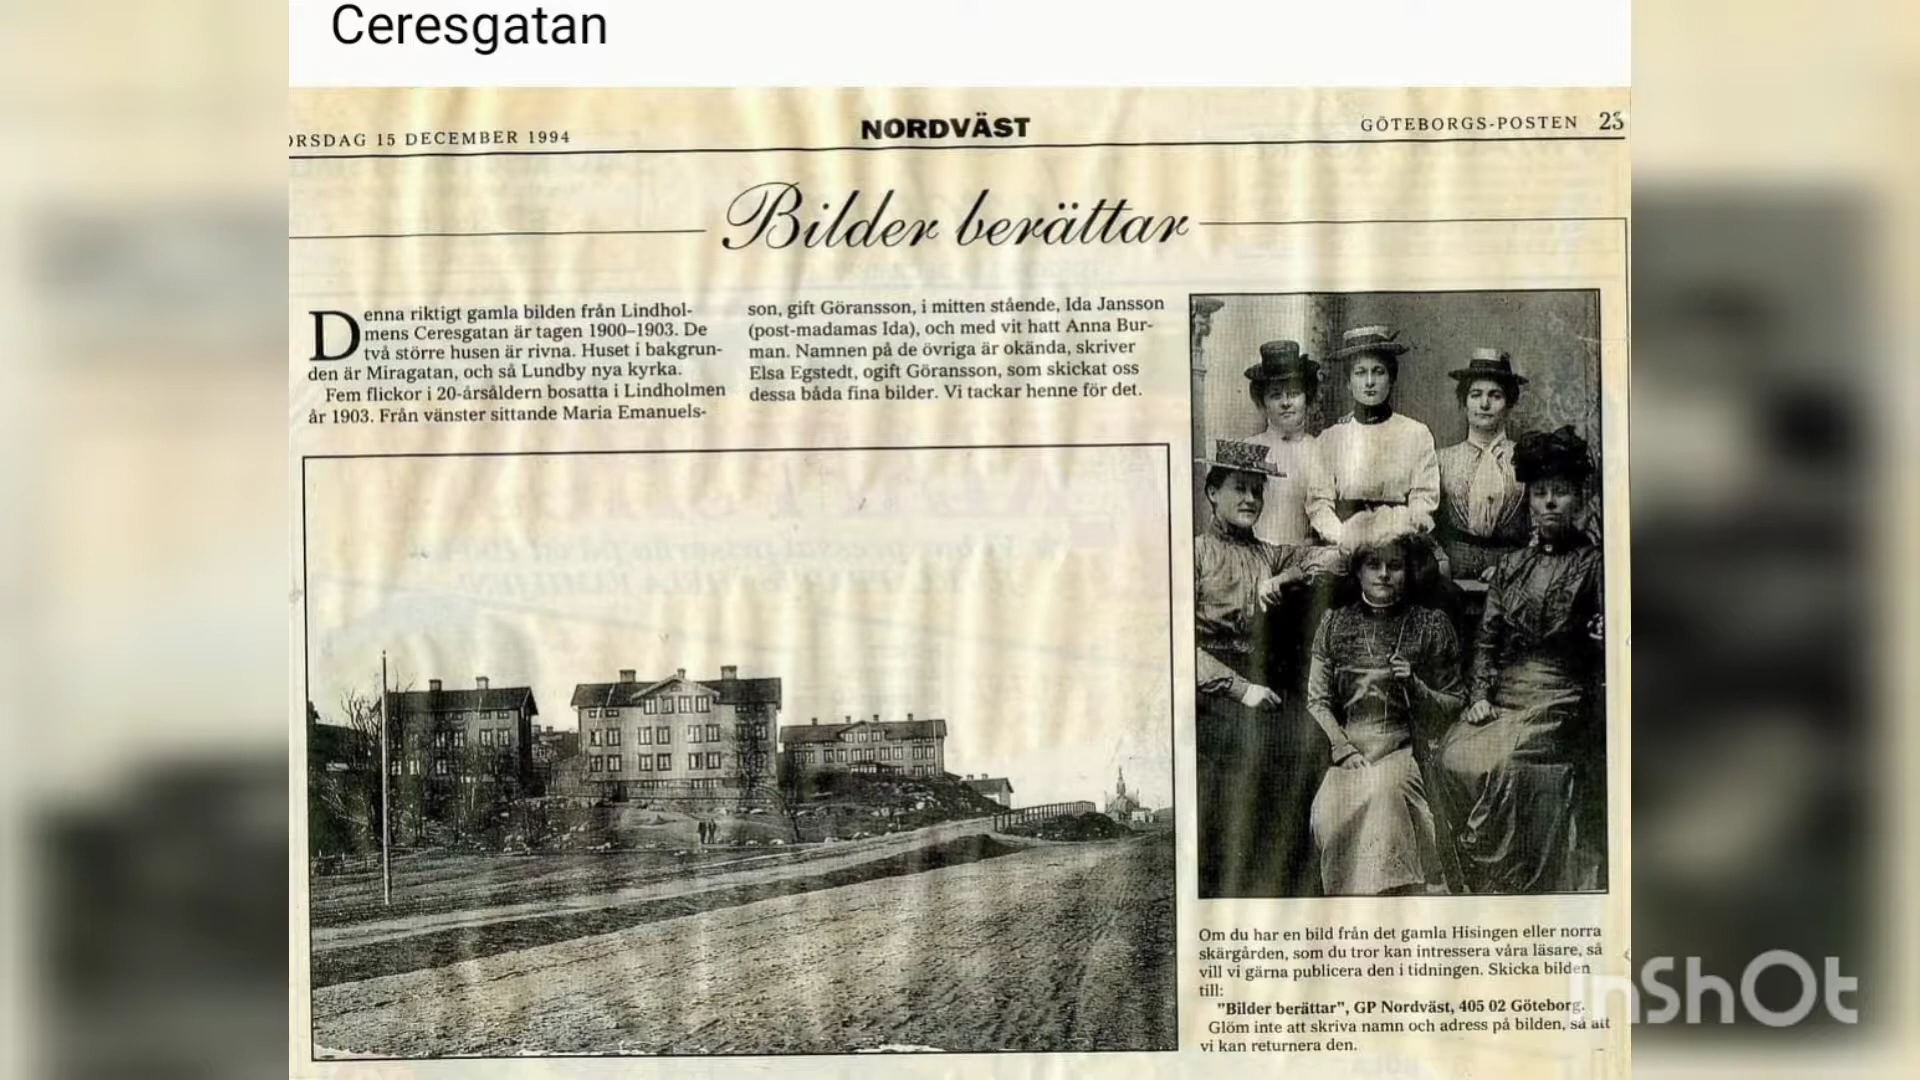 Ceresgatan
ORSDAG 15 DECEMBER 1994
NORDVÄST
GÖTEBORGS-POSTEN 23
Bilder berättar
Denna riktigt gamla bilden från Lindhol-
mens Ceresgatan är tagen 1900–1903. De
två större husen är rivna. Huset i bakgrun-
den är Miragatan, och så Lundby nya kyrka.
Fem flickor i 20-årsåldern bosatta i Lindholmen
år 1903. Från vänster sittande Maria Emanuels-
son, gift Göransson, i mitten stående, Ida Jansson
(post-madamas Ida), och med vit hatt Anna Bur-
man. Namnen på de övriga är okända, skriver
Elsa Egstedt, ogift Göransson, som skickat oss
dessa båda fina bilder. Vi tackar henne för det.
Om du har en bild från det gamla Hisingen eller norra
skärgården, som du tror kan intressera våra läsare, så
vill vi gärna publicera den i tidningen. Skicka bilden
till:
"Bilder berättar", GP Nordväst, 405 02 Göteborg.
Glöm inte att skriva namn och adress på bilden, så att
vi kan returnera den.
InShOt